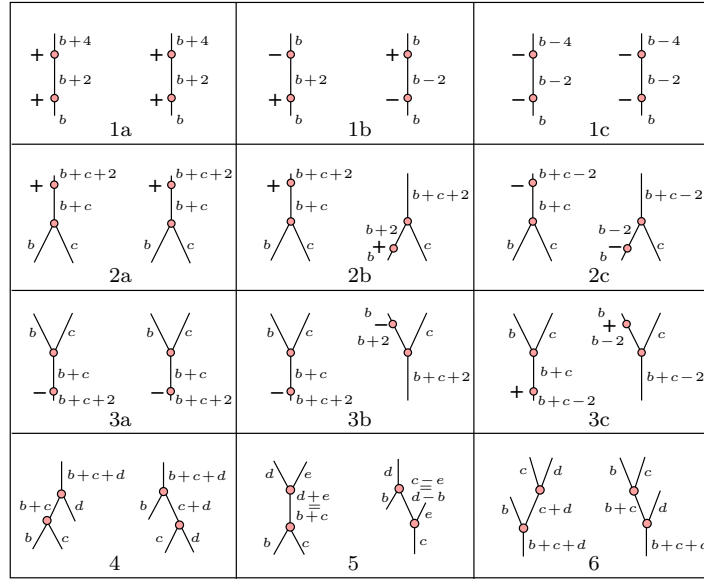 b+4 b+4 b b b−4 b−4
+ + − + − −
b+2 b+2 b+2 b−2 b−2 b−2
+ + + − − −
b b b b b b
1a 1b 1c
+ b+c+2 + b+c+2 + b+c+2 − b+c−2
b+c b+c b+c b+c+2 b+c b+c−2
b+2 b−2
b c b c b c + c b c − c
b b
2a 2b 2c
b c b c b c b − c b c b + c
b+2 b−2
b+c b+c b+c b+c+2 b+c b+c−2
− b+c+2 − b+c+2 − b+c+2 + b+c−2
3a 3b 3c
b+c+d b+c+d d e d c−e c d b c
= d−b
b+c d b c+d d+e = b+c b e b c+d b+c d
b c c d b c c b+c+d b+c+d
4 5 6